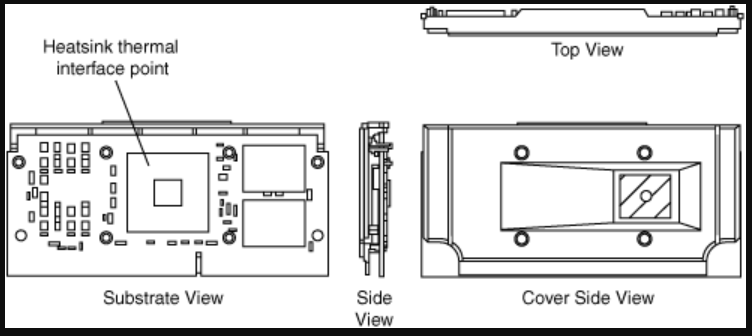 Heatsink thermal
interface point
Top View
Substrate View
Side
View
Cover Side View